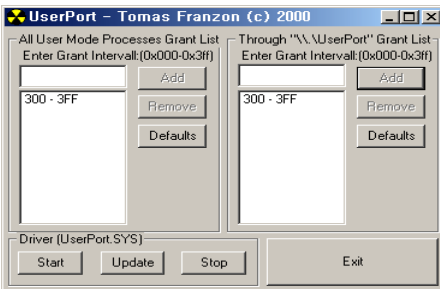 UserPort - Tomas Franzon (c) 2000
All User Mode Processes Grant List
Enter Grant Intervall:(0x000-0x3ff)
Add
300 - 3FF
Remove
Defaults
Through "\\.\UserPort" Grant List
Enter Grant Intervall:(0x000-0x3ff)
Add
300 - 3FF
Remove
Defaults
Driver (UserPort.SYS)
Start
Update
Stop
Exit